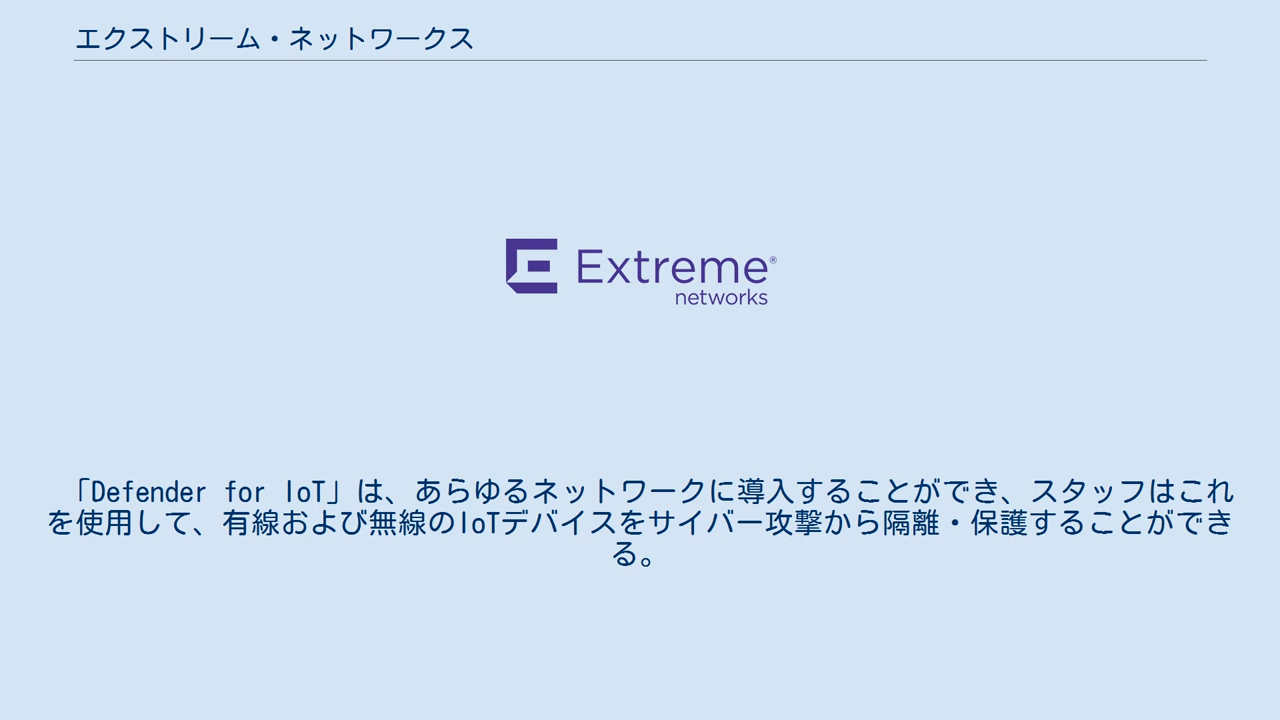 エクストリーム・ネットワークス
Extreme®
networks
「Defender for IoT」は、あらゆるネットワークに導入することができ、スタッフはこれ
を使用して、有線および無線のIoTデバイスをサイバー攻撃から隔離・保護することができ
る。